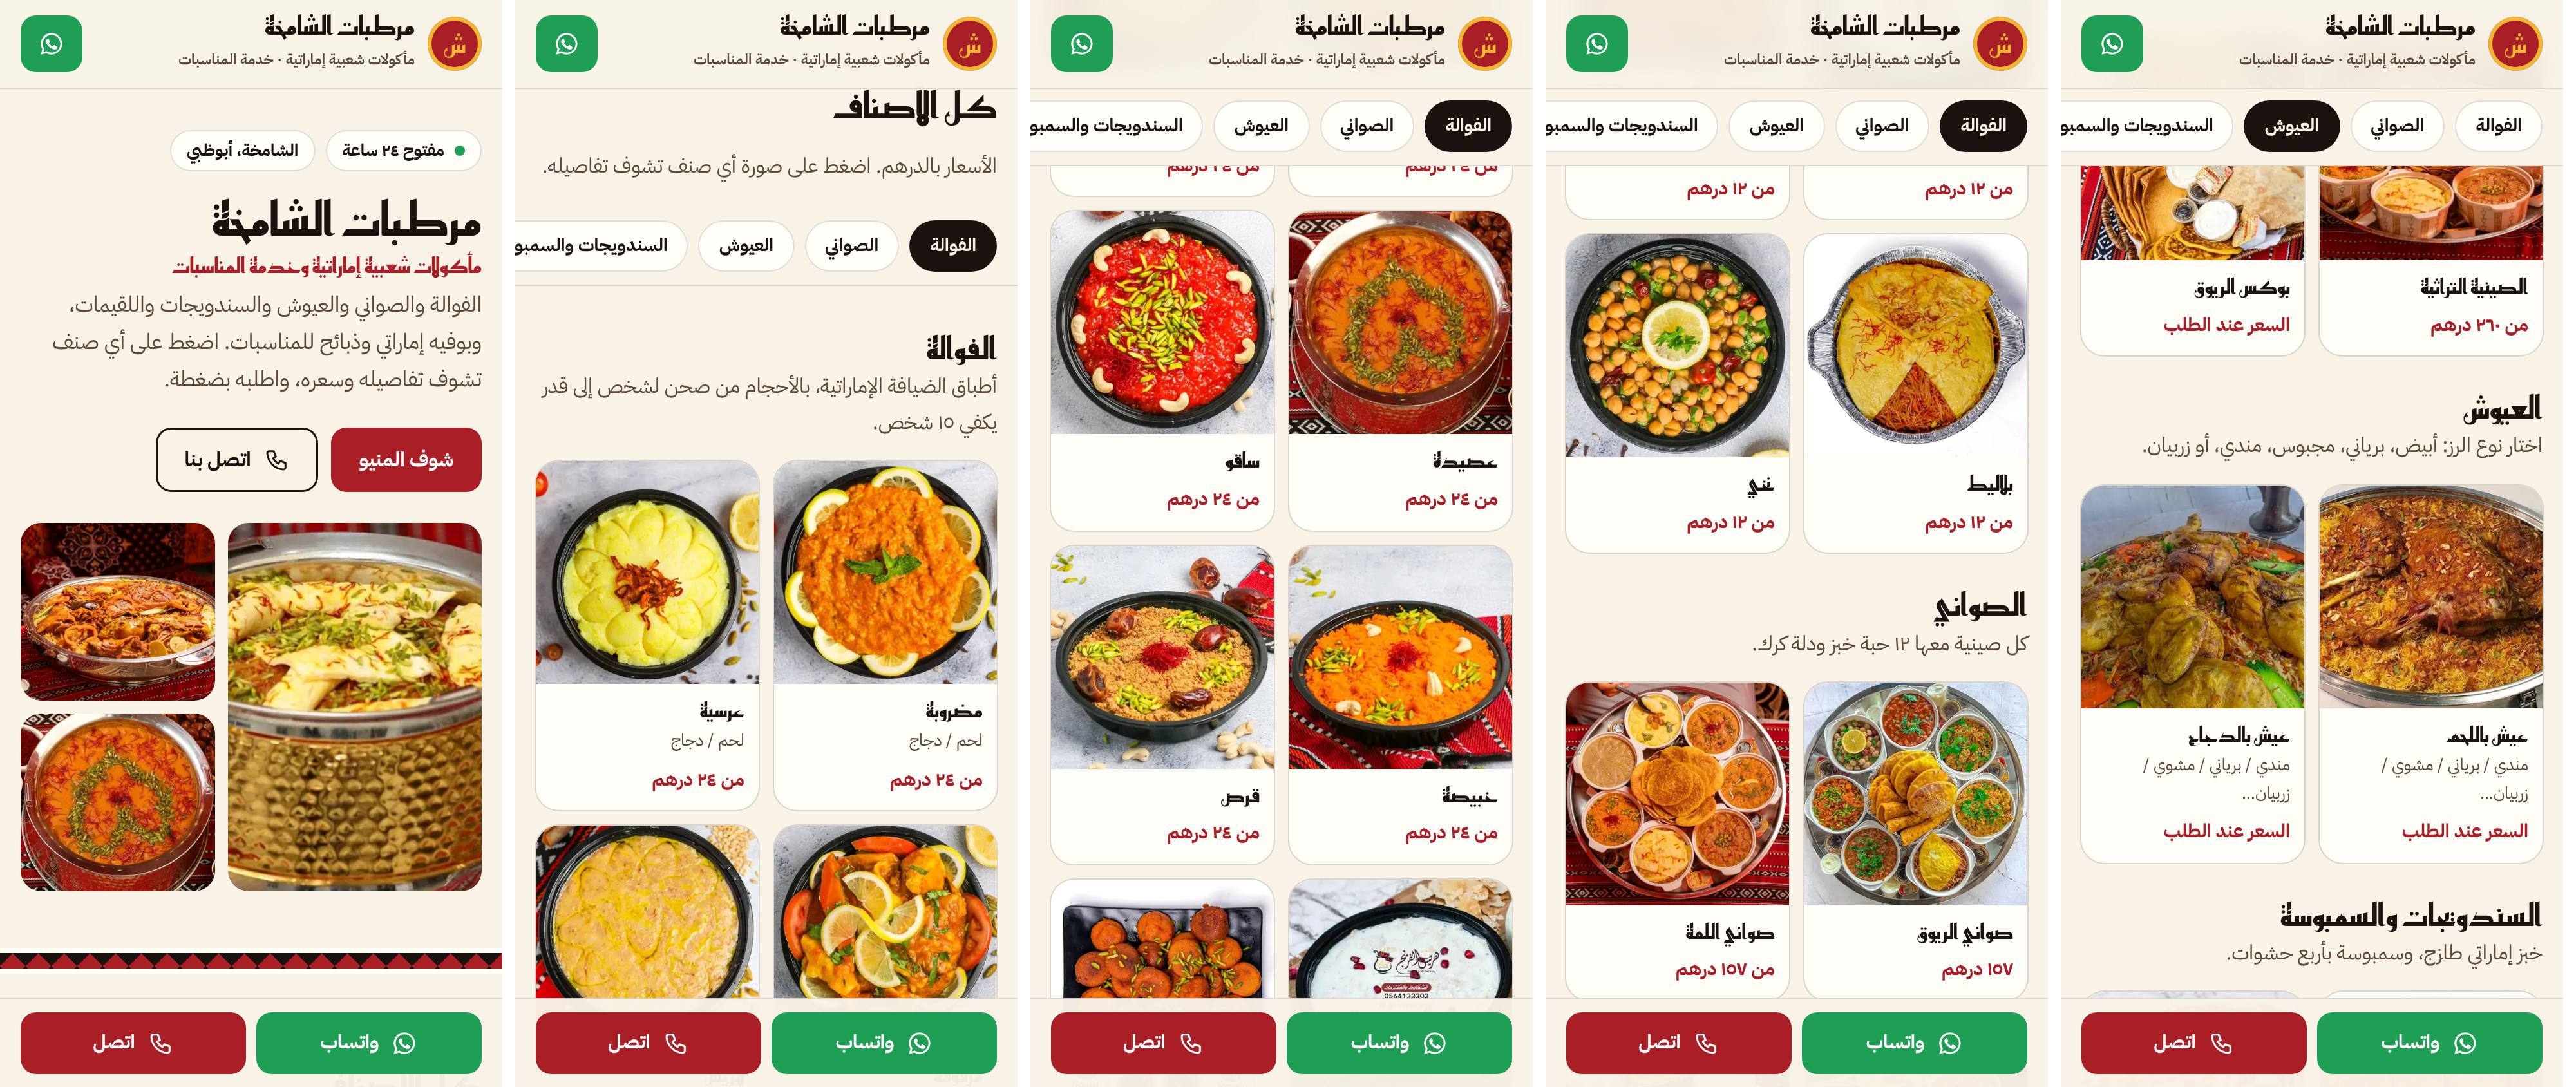 مرطبات الشامخة
مأكولات شعبية إماراتية · خدمة المناسبات
ش
مفتوح ٢٤ ساعة
الشامخة، أبوظبي
مرطبات الشامخة
مأكولات شعبية إماراتية وخدمة المناسبات
الفوالة والصواني والعيوش والسندويجات واللقيمات،
وبوفيه إماراتي وذبائح للمناسبات. اضغط على أي صنف
تشوف تفاصيله وسعره، واطلبه بضغطة.
شوف المنيو
اتصل بنا
واتساب
اتصل
مرطبات الشامخة
مأكولات شعبية إماراتية · خدمة المناسبات
ش
كل الأصناف
الأسعار بالدرهم. اضغط على صورة أي صنف تشوف تفاصيله.
الفوالة
الصواني
العيوش
السندويجات والسمبو
الفوالة
أطباق الضيافة الإماراتية، بالأحجام من صحن لشخص إلى قدر
يكفي ١٥ شخص.
مضروبة
لحم / دجاج
من ٢٤ درهم
عرسية
لحم / دجاج
من ٢٤ درهم
واتساب
اتصل
مرطبات الشامخة
مأكولات شعبية إماراتية · خدمة المناسبات
ش
الفوالة
الصواني
العيوش
السندويجات والسمبو
من ٢٤ درهم
من ٢٤ درهم
عصيدة
من ٢٤ درهم
ساقو
من ٢٤ درهم
خبيصة
من ٢٤ درهم
قرص
من ٢٤ درهم
0564133303
واتساب
اتصل
مرطبات الشامخة
مأكولات شعبية إماراتية · خدمة المناسبات
ش
الفوالة
الصواني
العيوش
السندويجات والسمبو
من ١٢ درهم
من ١٢ درهم
بلاليط
من ١٢ درهم
نخي
من ١٢ درهم
الصواني
كل صينية معها ١٢ حبة خبز ودلة كرك.
صواني الريوق
١٥٧ درهم
صواني اللمة
من ١٥٧ درهم
واتساب
اتصل
مرطبات الشامخة
مأكولات شعبية إماراتية · خدمة المناسبات
ش
الفوالة
الصواني
العيوش
السندويجات والسمبو
الصينية التراثية
من ٢٦٠ درهم
بوكس الريوق
السعر عند الطلب
العيوش
اختار نوع الرز: أبيض، برياني، مجبوس، مندي، أو زربيان.
عيش باللحم
مندي / برياني / مشوي /
زربيان...
السعر عند الطلب
عيش بالدجاج
مندي / برياني / مشوي /
زربيان...
السعر عند الطلب
السندويجات والسمبوسة
خبز إماراتي طازج، وسمبوسة بأربع حشوات.
واتساب
اتصل